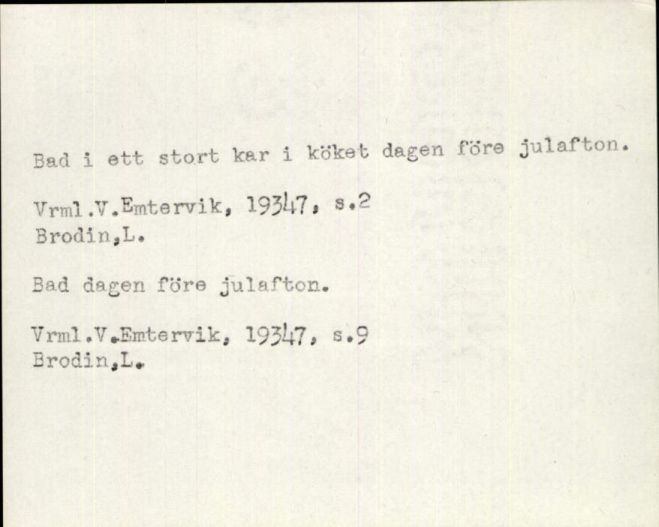 Bad i ett stort kar i köket dagen före julafton.
Vrml.V.Emtervik, 19347, s.2
Brodin,L.
Bad dagen före julafton.
Vrml.V.Emtervik, 19347, s.9
Brodin,L.